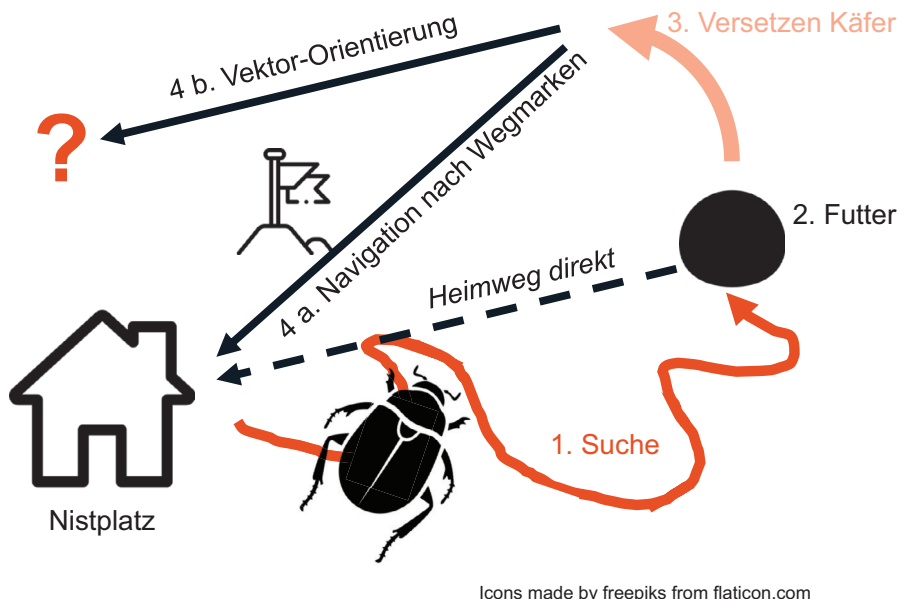 3. Versetzen Käfer
4 b. Vektor-Orientierung
?
4 a. Navigation nach Wegmarken
2. Futter
Heimweg direkt
1. Suche
Nistplatz
Icons made by freepiks from flaticon.com